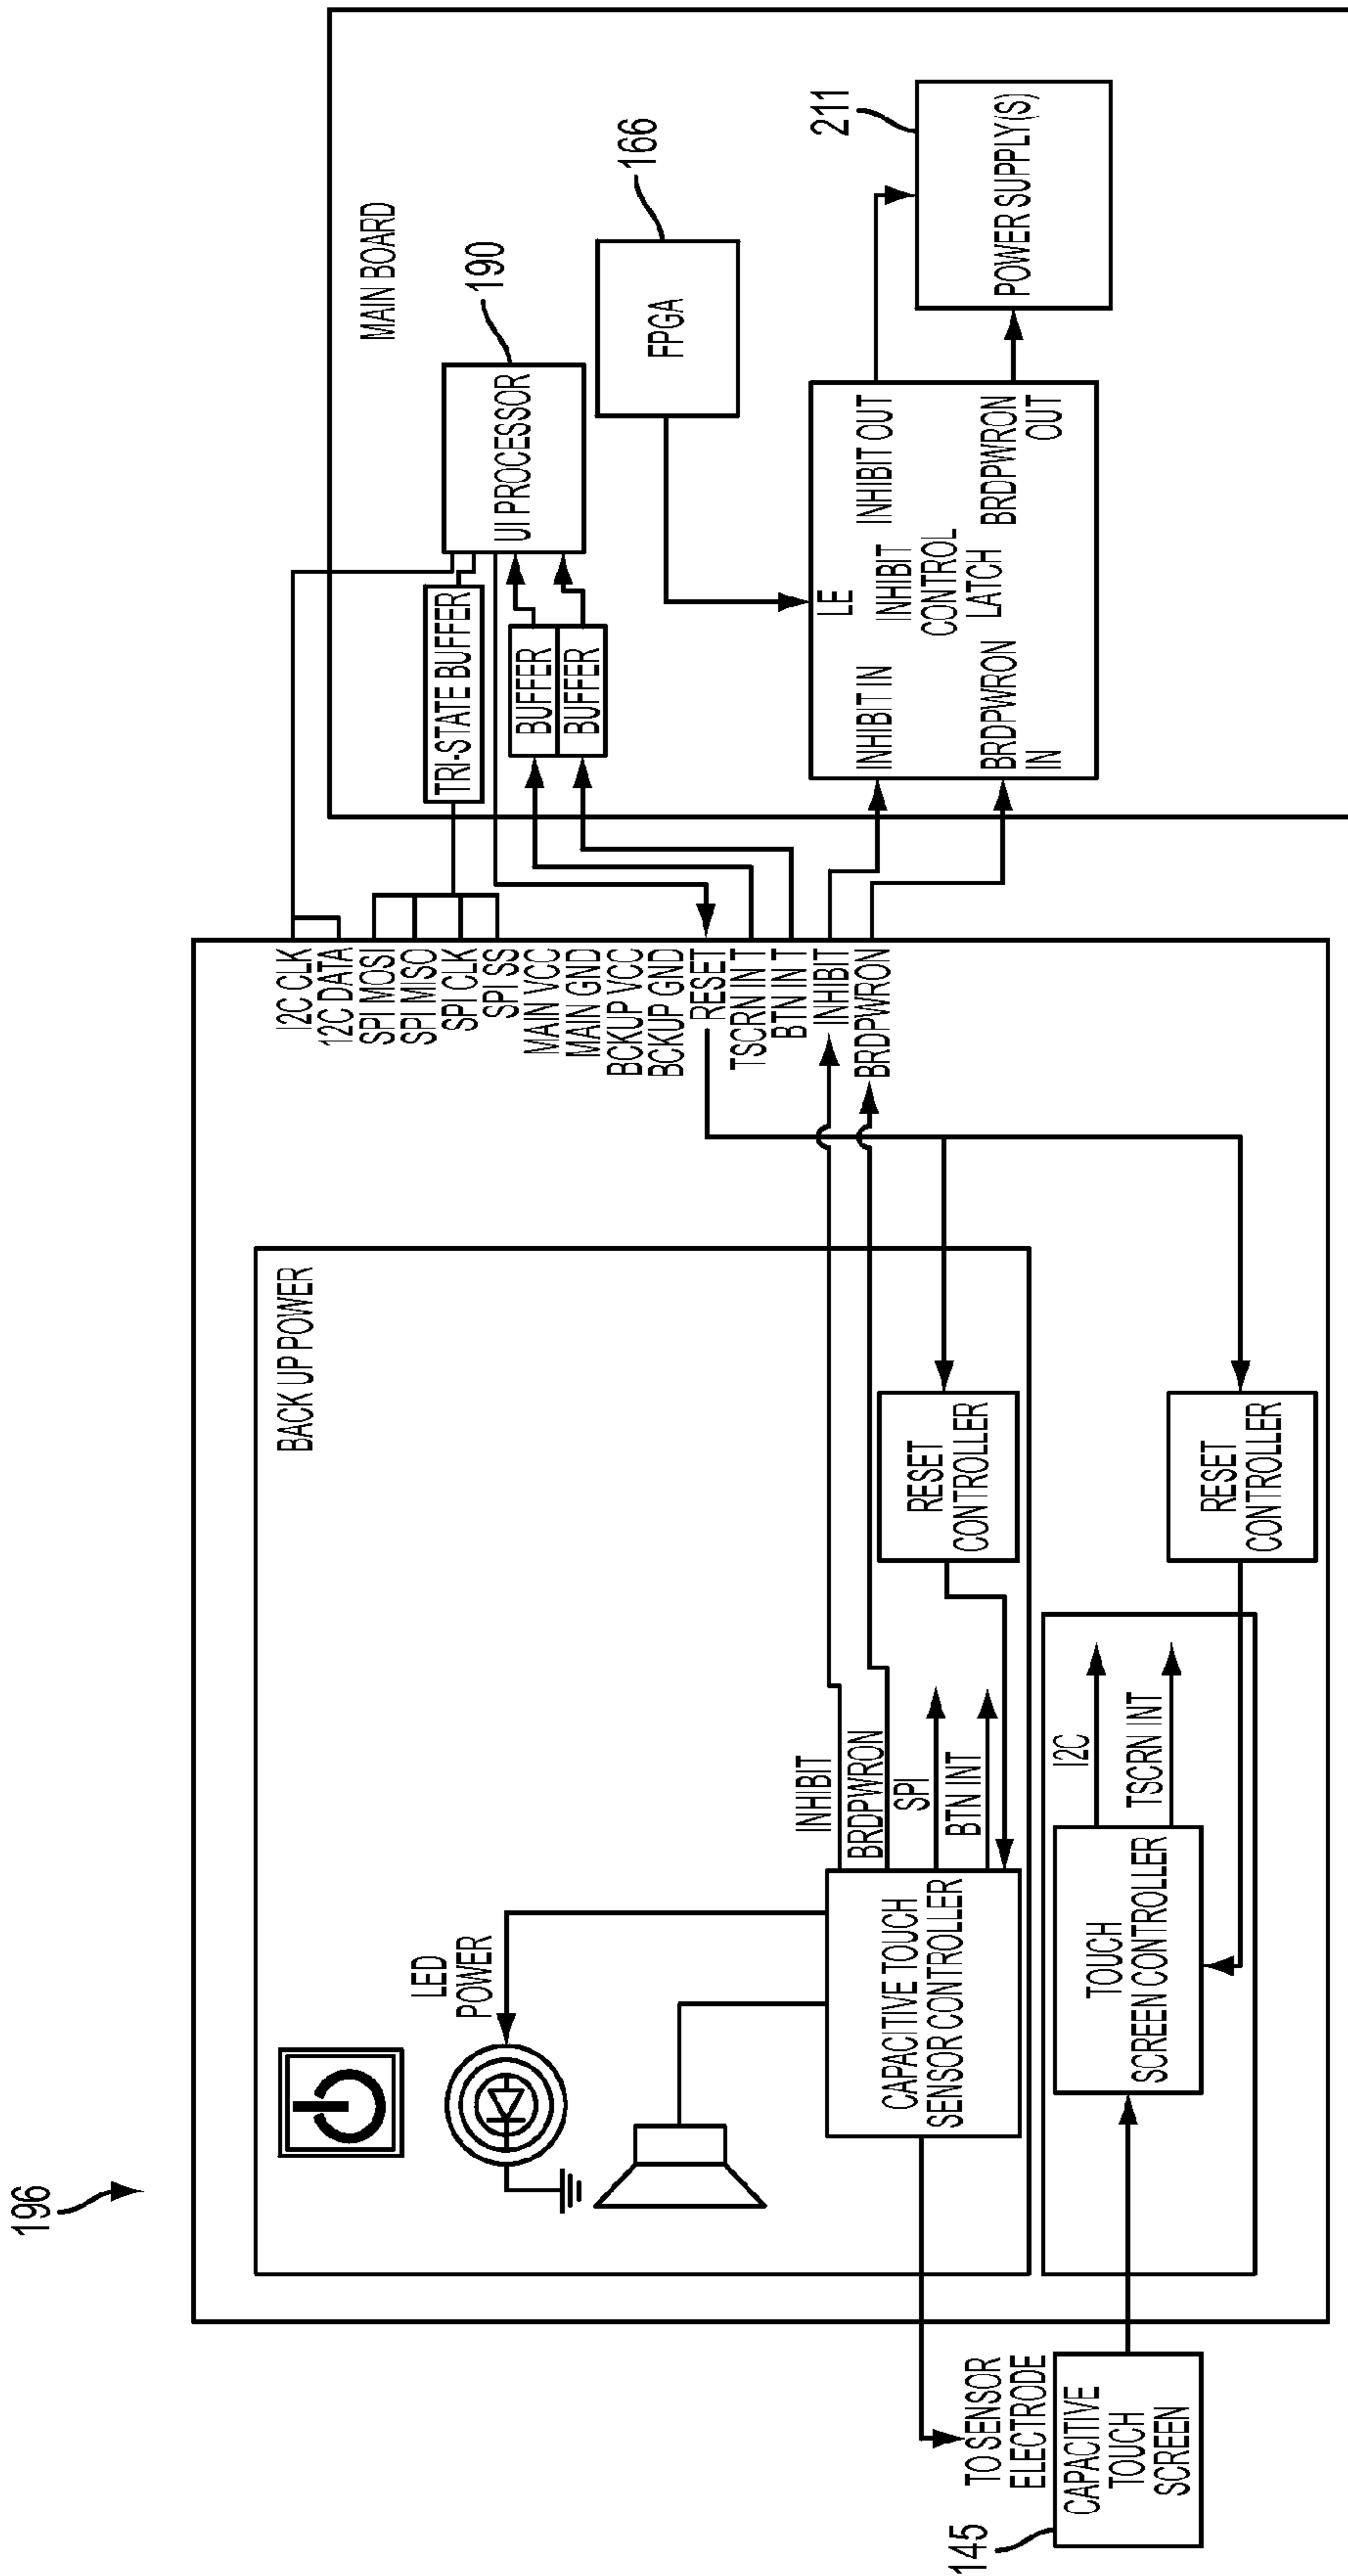 196
BACK UP POWER
LED
POWER
INHIBIT
BRDPWRON
SPI
BTN INT
CAPACITIVE TOUCH
SENSOR CONTROLLER
RESET
CONTROLLER
TO SENSOR
ELECTRODE
145
CAPACITIVE
TOUCH
SCREEN
TOUCH
SCREEN CONTROLLER
I2C
TSCRN INT
RESET
CONTROLLER
I2C CLK
12C DATA
SPI MOSI
SPI MISO
SPI CLK
SPI SS
MAIN VCC
MAIN GND
BCKUP VCC
BCKUP GND
RESET
TSCRN IN T
BTN IN T
INHIBIT
BRDPWRON
MAIN BOARD
TRI-STATE BUFFER
BUFFER
BUFFER
UI PROCESSOR
190
FPGA
166
LE
INHIBIT IN
INHIBIT
CONTROL
LATCH
INHIBIT OUT
BRDPWRON
IN
BRDPWRON
OUT
POWER SUPPLY(S)
211